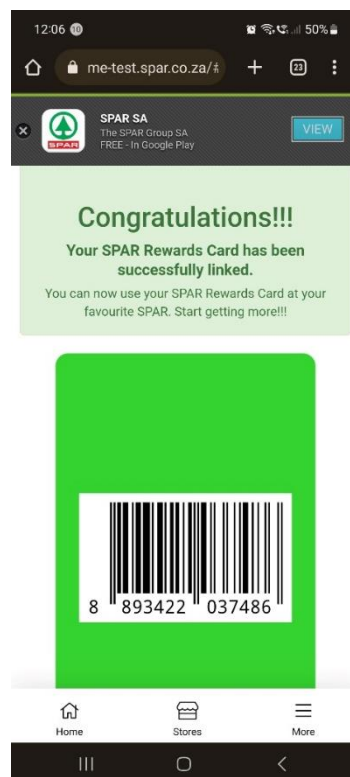 12:06 10 50%
me-test.spar.co.za/ 23
SPAR SA
The SPAR Group SA
FREE - In Google Play
VIEW
SPAR
Congratulations!!!
Your SPAR Rewards Card has been
successfully linked.
You can now use your SPAR Rewards Card at your
favourite SPAR. Start getting more!!!
8 893422 037486
Home Stores More